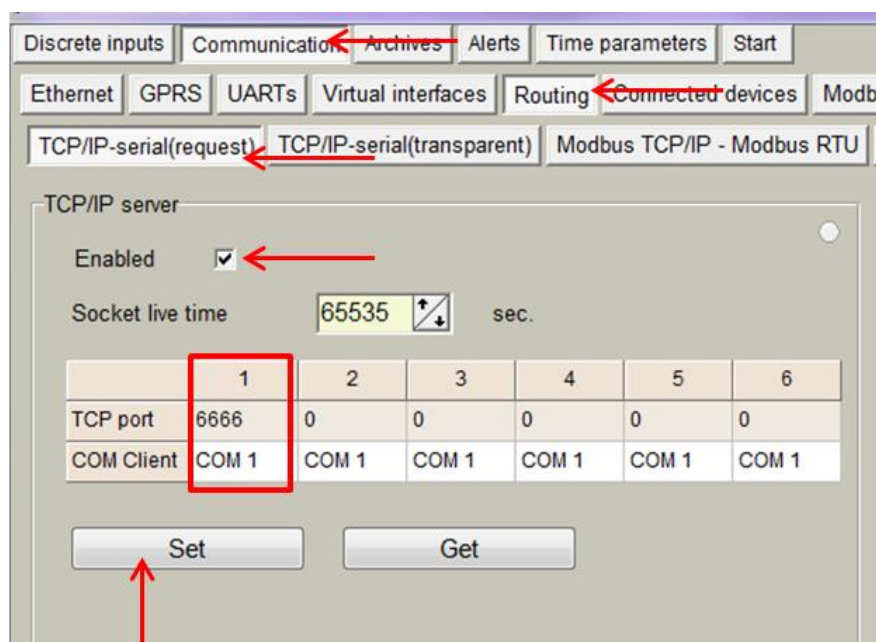 Discrete inputs Communication Archives Alerts Time parameters Start
Ethernet GPRS UARTs Virtual interfaces Routing Connected devices Modb
TCP/IP-serial(request) TCP/IP-serial(transparent) Modbus TCP/IP - Modbus RTU
TCP/IP server
Enabled
Socket live time 65535 sec.
1 2 3 4 5 6
TCP port 6666 0 0 0 0 0
COM Client COM 1 COM 1 COM 1 COM 1 COM 1 COM 1
Set Get